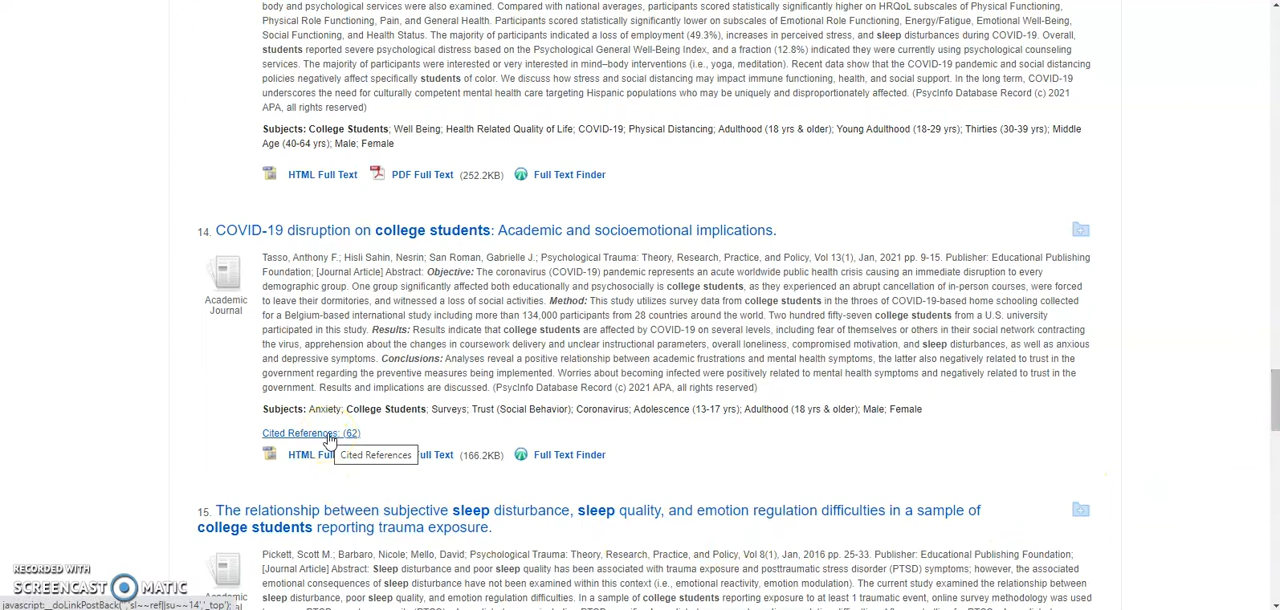 body and psychological services were also examined. Compared with national averages, participants scored statistically significantly higher on HRQoL subscales of Physical Functioning,
Physical Role Functioning, Pain, and General Health. Participants scored statistically significantly lower on subscales of Emotional Role Functioning, Energy/Fatigue, Emotional Well-Being,
Social Functioning, and Health Status. The majority of participants indicated a loss of employment (49.3%), increases in perceived stress, and sleep disturbances during COVID-19. Overall,
students reported severe psychological distress based on the Psychological General Well-Being Index, and a fraction (12.8%) indicated they were currently using psychological counseling
services. The majority of participants were interested or very interested in mind–body interventions (i.e., yoga, meditation). Recent data show that the COVID-19 pandemic and social distancing
policies negatively affect specifically students of color. We discuss how stress and social distancing may impact immune functioning, health, and social support. In the long term, COVID-19
underscores the need for culturally competent mental health care targeting Hispanic populations who may be uniquely and disproportionately affected. (PsycInfo Database Record (c) 2021
APA, all rights reserved)
Subjects: College Students; Well Being; Health Related Quality of Life; COVID-19; Physical Distancing; Adulthood (18 yrs & older); Young Adulthood (18-29 yrs); Thirties (30-39 yrs); Middle
Age (40-64 yrs); Male; Female
HTML Full Text PDF Full Text (252.2KB) Full Text Finder
14. COVID-19 disruption on college students: Academic and socioemotional implications.
Tasso, Anthony F.; Hisli Sahin, Nesrin; San Roman, Gabrielle J.; Psychological Trauma: Theory, Research, Practice, and Policy, Vol 13(1), Jan, 2021 pp. 9-15. Publisher: Educational Publishing
Foundation; [Journal Article] Abstract: Objective: The coronavirus (COVID-19) pandemic represents an acute worldwide public health crisis causing an immediate disruption to every
demographic group. One group significantly affected both educationally and psychosocially is college students, as they experienced an abrupt cancellation of in-person courses, were forced
to leave their dormitories, and witnessed a loss of social activities. Method: This study utilizes survey data from college students in the throes of COVID-19-based home schooling collected
for a Belgium-based international study including more than 134,000 participants from 28 countries around the world. Two hundred fifty-seven college students from a U.S. university
participated in this study. Results: Results indicate that college students are affected by COVID-19 on several levels, including fear of themselves or others in their social network contracting
the virus, apprehension about the changes in coursework delivery and unclear instructional parameters, overall loneliness, compromised motivation, and sleep disturbances, as well as anxious
and depressive symptoms. Conclusions: Analyses reveal a positive relationship between academic frustrations and mental health symptoms, the latter also negatively related to trust in the
government regarding the preventive measures being implemented. Worries about becoming infected were positively related to mental health symptoms and negatively related to trust in the
government. Results and implications are discussed. (PsycInfo Database Record (c) 2021 APA, all rights reserved)
Academic
Journal
Subjects: Anxiety; College Students; Surveys; Trust (Social Behavior); Coronavirus; Adolescence (13-17 yrs); Adulthood (18 yrs & older); Male; Female
Cited References: (62)
HTML Full Text (166.2KB) Full Text Finder
Cited References
15. The relationship between subjective sleep disturbance, sleep quality, and emotion regulation difficulties in a sample of
college students reporting trauma exposure.
Pickett, Scott M.; Barbaro, Nicole; Mello, David; Psychological Trauma: Theory, Research, Practice, and Policy, Vol 8(1), Jan, 2016 pp. 25-33. Publisher: Educational Publishing Foundation;
[Journal Article] Abstract: Sleep disturbance and poor sleep quality has been associated with trauma exposure and posttraumatic stress disorder (PTSD) symptoms; however, the associated
emotional consequences of sleep disturbance have not been examined within this context (i.e., emotional reactivity, emotion modulation). The current study examined the relationship between
sleep disturbance, poor sleep quality, and emotion regulation difficulties. In a sample of college students reporting exposure to at least 1 traumatic event, online survey methodology was used
Academic
RECORDED WITH
SCREENCAST MATIC
javascript:__doLinkPostBack('','sl~~ref||su~~14','_top');